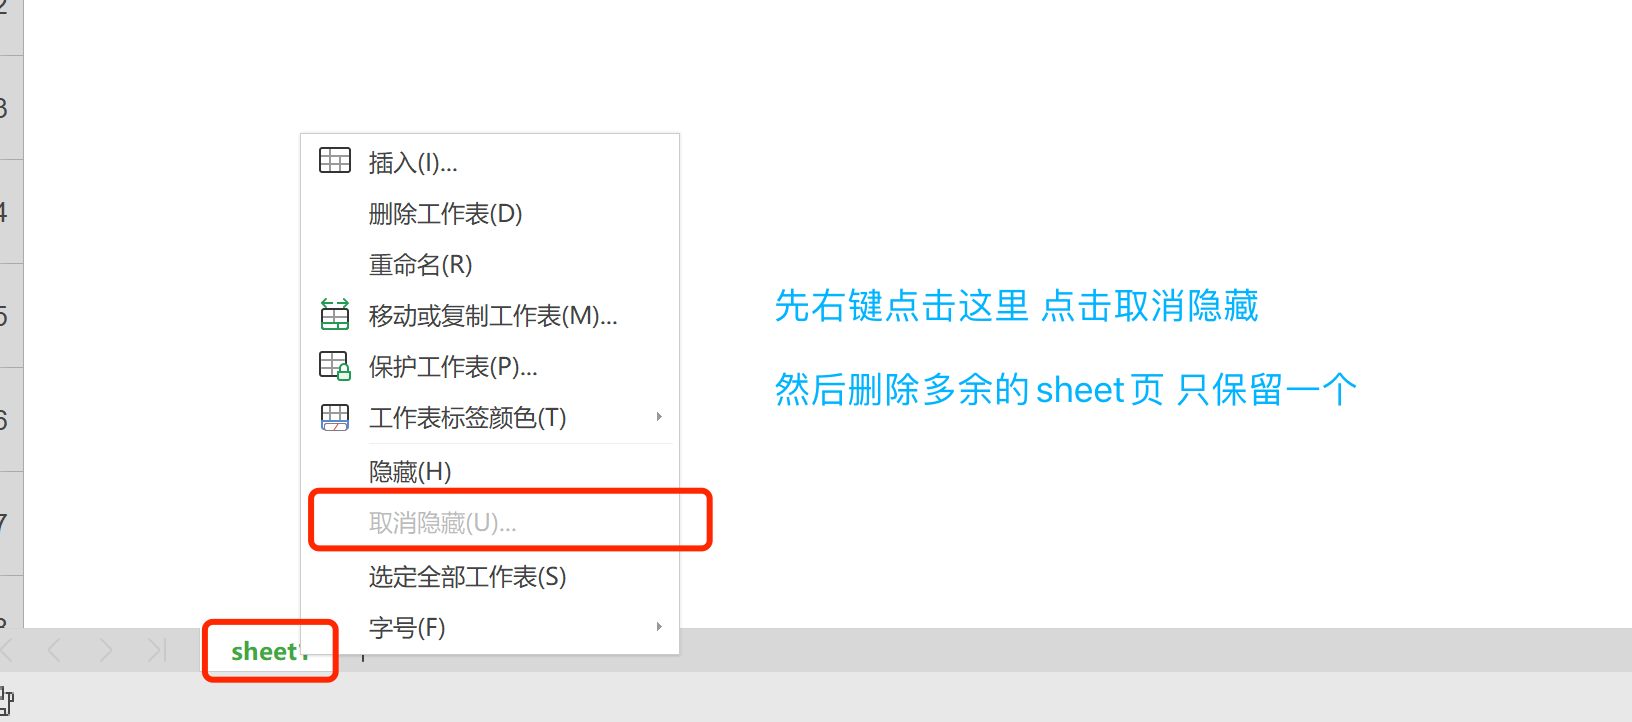 3
4
5
6
7
插入(I)...
删除工作表(D)
重命名(R)
移动或复制工作表(M)...
保护工作表(P)...
工作表标签颜色(T)
隐藏(H)
取消隐藏(U)...
选定全部工作表(S)
字号(F)
先右键点击这里 点击取消隐藏
然后删除多余的sheet页 只保留一个
sheet1